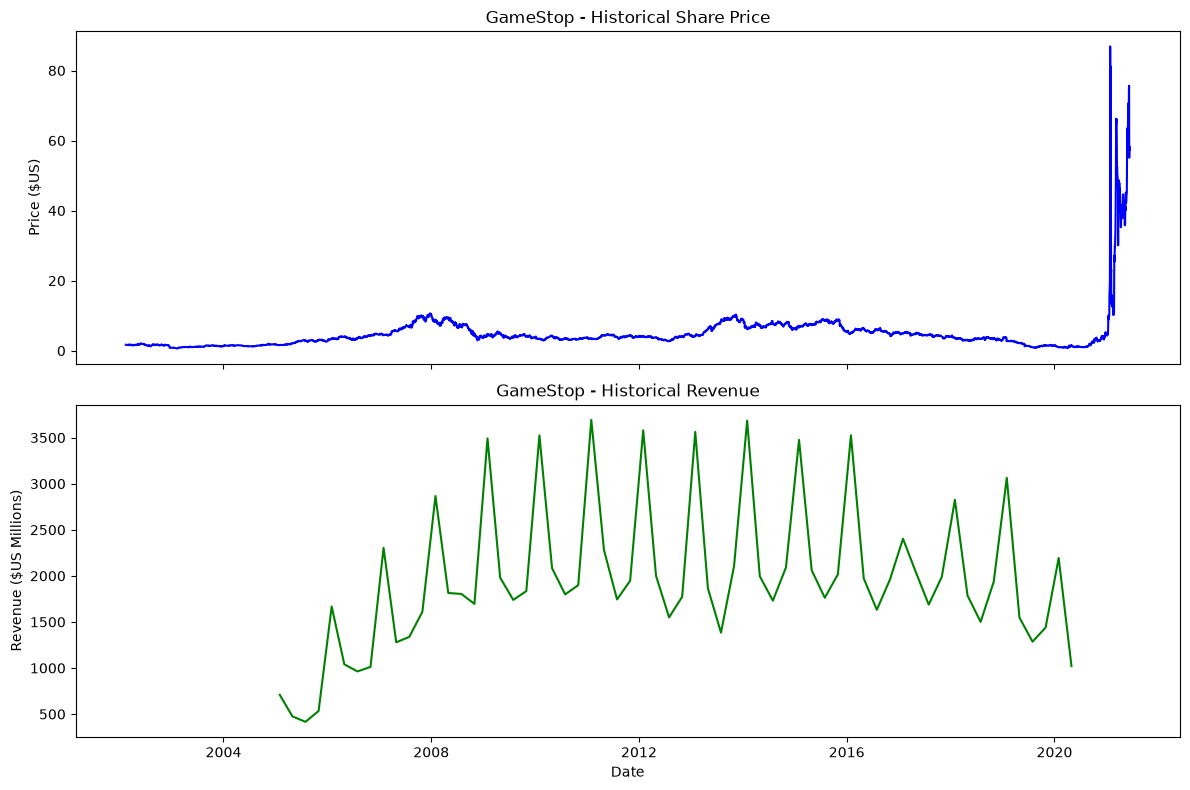 GameStop - Historical Share Price
Price ($US)
80
60
40
20
0
GameStop - Historical Revenue
Revenue ($US Millions)
3500
3000
2500
2000
1500
1000
500
2004 2008 2012 2016 2020
Date